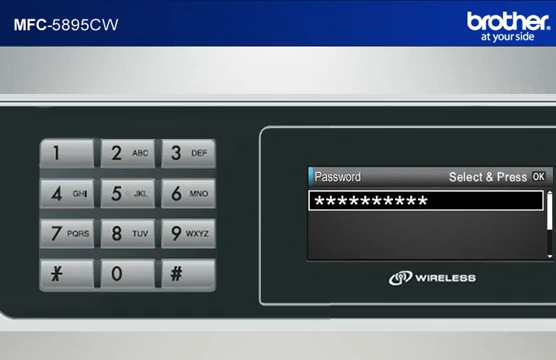 MFC-5895CW
brother
at your side
1
2 ABC
3 DEF
4 GHI
5 JKL
6 MNO
7 PQRS
8 TUV
9 WXYZ
*
0
#
Password Select & Press OK
**********
WIRELESS